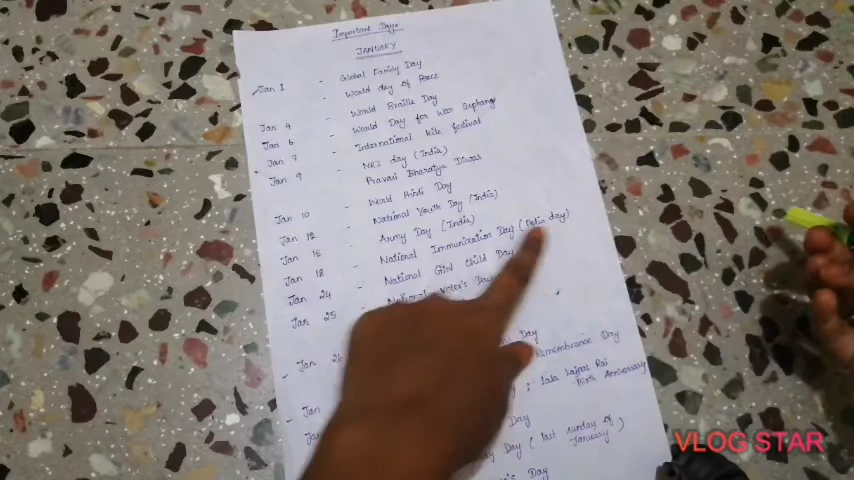 Important Days
JANUARY
Jan 1 - Global Family Day
- World day of Peace
Jan 4 - World Braille Day
Jan 6 - World Day for War Orphans
Jan 7 - International Kite festival
Jan 9 - NRI day (India)
- Pravasi Bharatya Diwas
Jan 10 - World Hindi Day
Jan 12 - National Youth Day (India)
Jan 15 - Army Day (India)
Jan 18 - National Immunization Day (Polio day)
Jan 24 - National Girl Child Day
Jan 25 - National Voter's Day
Jan 26 Day
Remembrance Day
Jan ; Lala Lajpat Rai
Birth Anniversary
Day
Day ( last sunday of
January )
Day
VLOG STAR